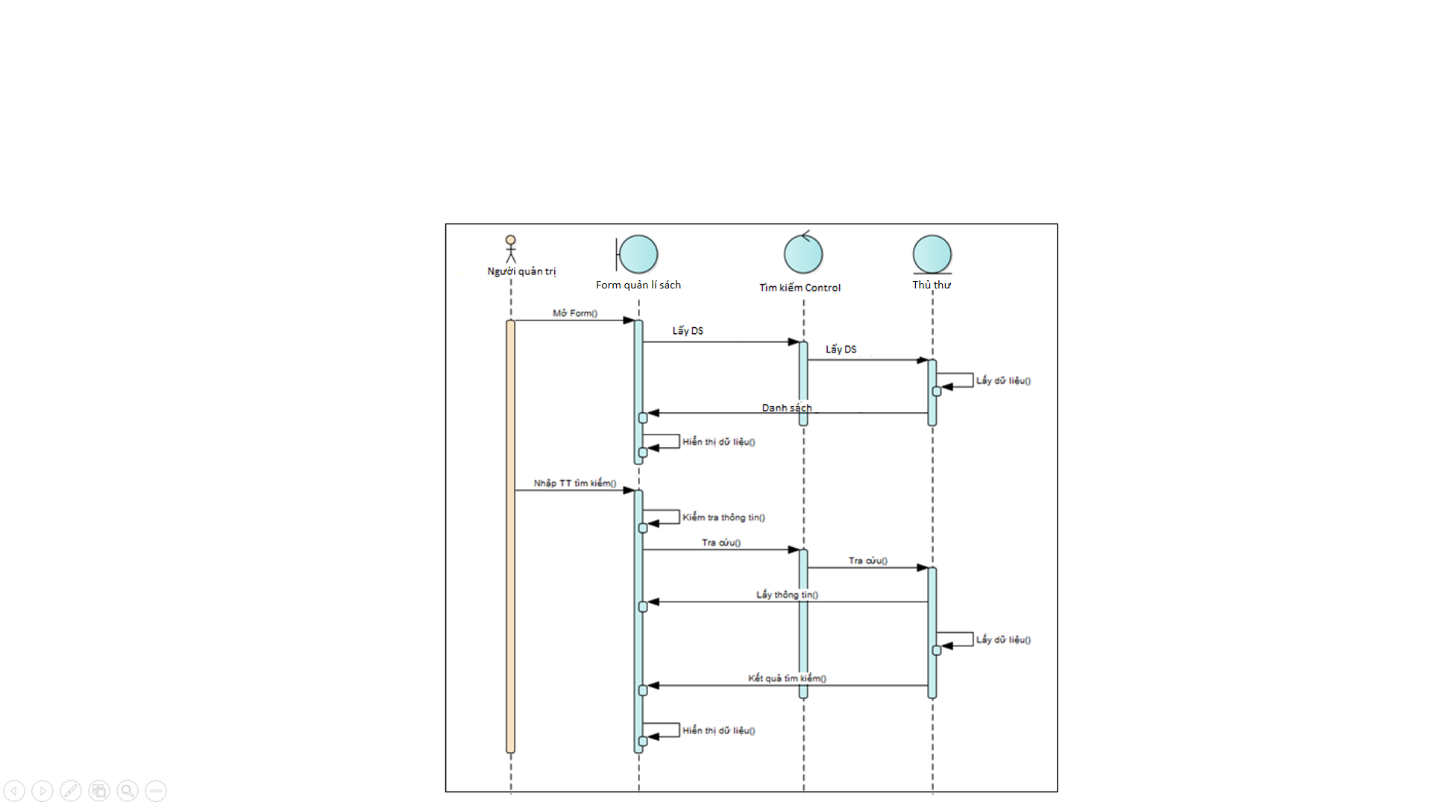 Người quản trị
Form quản lí sách
Tìm kiếm Control
Thủ thư
Mở Form()
Lấy DS
Lấy DS
Lấy dữ liệu()
Danh sách
Hiển thị dữ liệu()
Nhập TT tìm kiếm()
Kiểm tra thông tin()
Tra cứu()
Tra cứu()
Lấy thông tin()
Lấy dữ liệu()
Kết quả tìm kiếm()
Hiển thị dữ liệu()